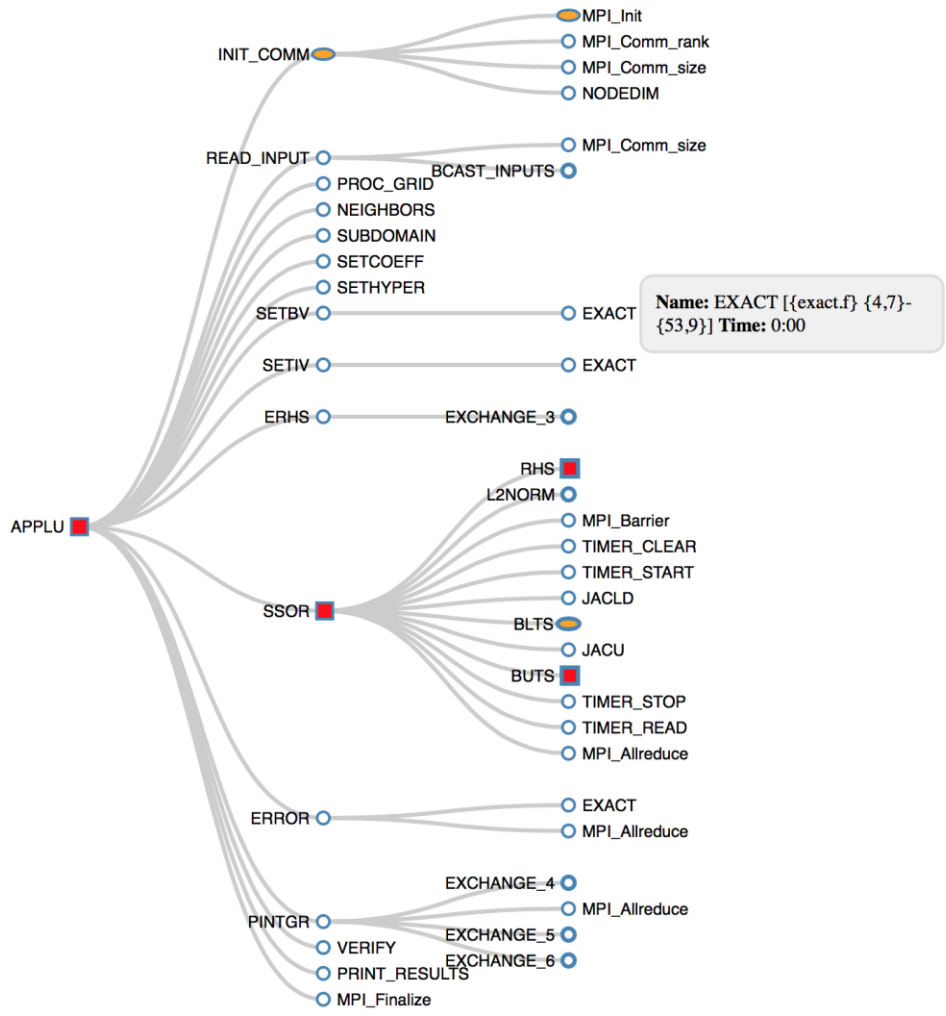 MPI_Init
INIT_COMM
MPI_Comm_rank
MPI_Comm_size
NODEDIM
MPI_Comm_size
READ_INPUT
BCAST_INPUTS
PROC_GRID
NEIGHBORS
SUBDOMAIN
SETCOEFF
SETHYPER
SETBV
EXACT
Name: EXACT [{exact.f} {4,7}-
{53,9}] Time: 0:00
SETIV
EXACT
ERHS
EXCHANGE_3
RHS
L2NORM
MPI_Barrier
APPLU
TIMER_CLEAR
TIMER_START
JACLD
SSOR
BLTS
JACU
BUTS
TIMER_STOP
TIMER_READ
MPI_Allreduce
EXACT
ERROR
MPI_Allreduce
EXCHANGE_4
MPI_Allreduce
PINTGR
EXCHANGE_5
VERIFY
EXCHANGE_6
PRINT_RESULTS
MPI_Finalize